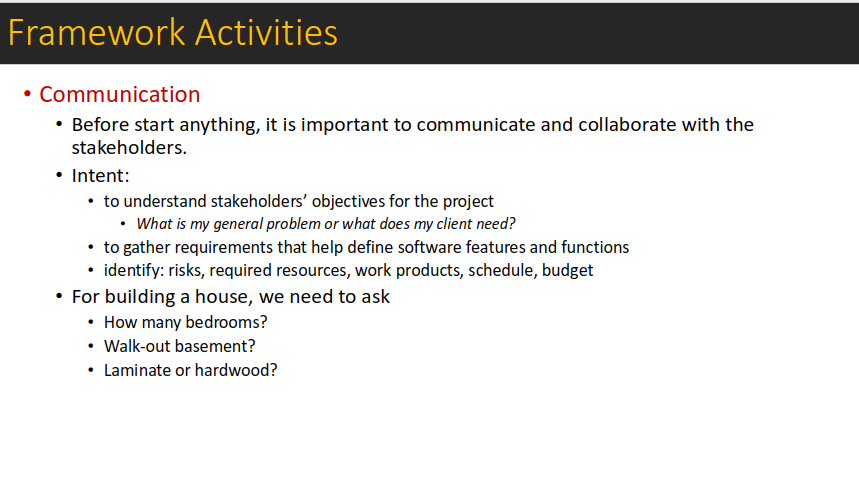 Framework Activities
• Communication
• Before start anything, it is important to communicate and collaborate with the
stakeholders.
• Intent:
• to understand stakeholders’ objectives for the project
• What is my general problem or what does my client need?
• to gather requirements that help define software features and functions
• identify: risks, required resources, work products, schedule, budget
• For building a house, we need to ask
• How many bedrooms?
• Walk-out basement?
• Laminate or hardwood?